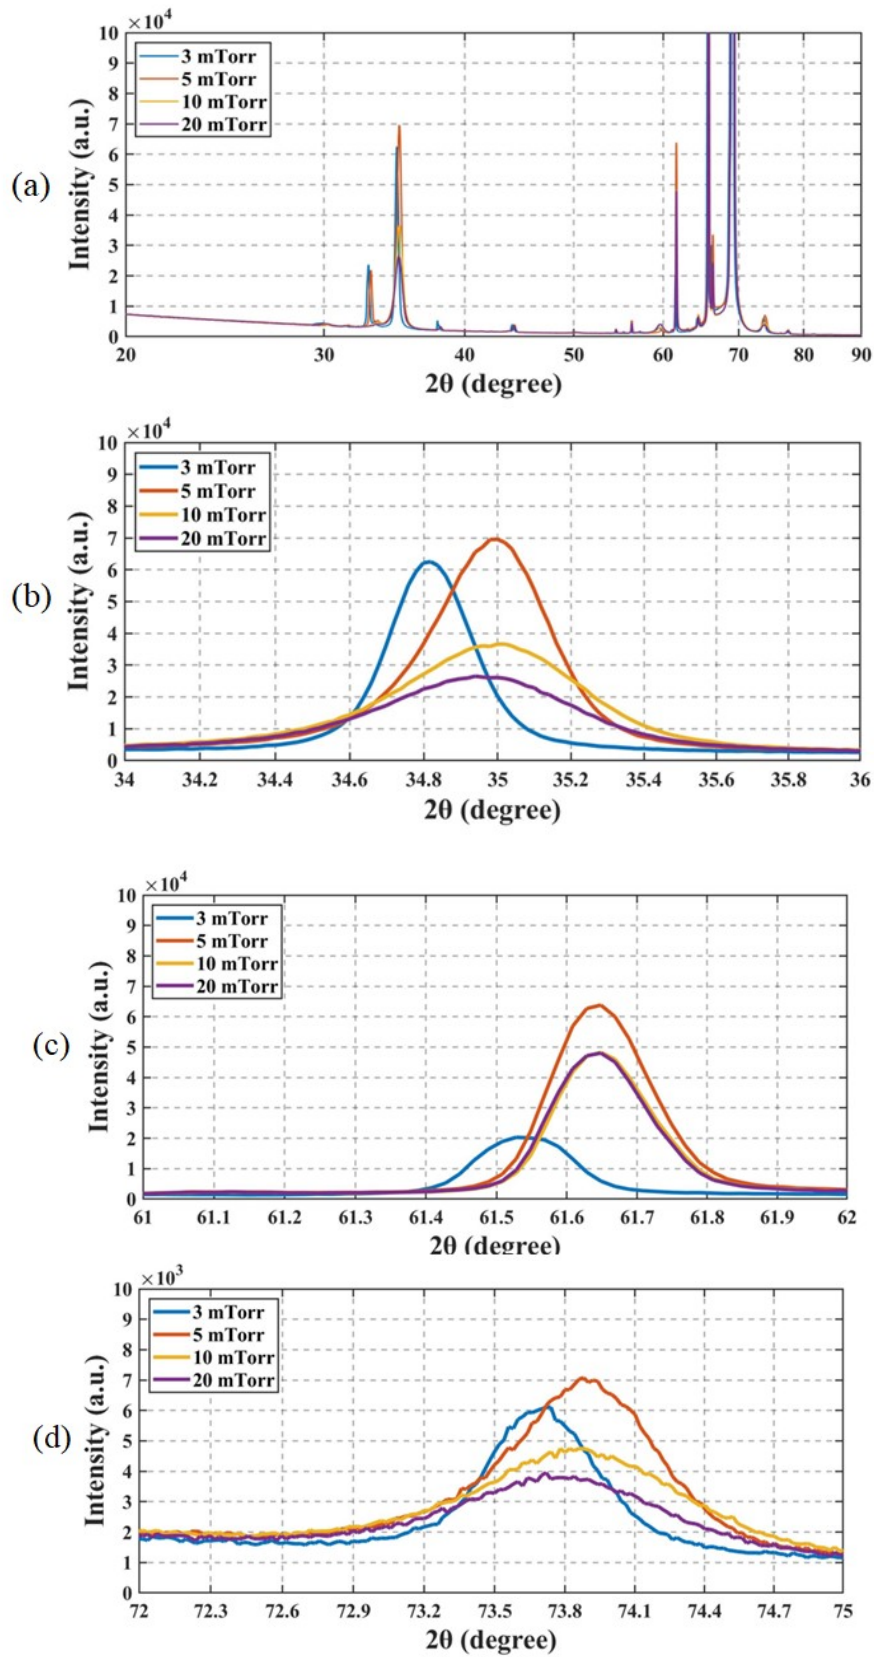 ×10⁴
10
9
8
7
6
5
4
3
2
1
0
3 mTorr
5 mTorr
10 mTorr
20 mTorr
Intensity (a.u.)
(a)
20 30 40 50 60 70 80 90
2θ (degree)
×10⁴
10
9
8
7
6
5
4
3
2
1
0
3 mTorr
5 mTorr
10 mTorr
20 mTorr
Intensity (a.u.)
(b)
34 34.2 34.4 34.6 34.8 35 35.2 35.4 35.6 35.8 36
2θ (degree)
×10⁴
10
9
8
7
6
5
4
3
2
1
0
3 mTorr
5 mTorr
10 mTorr
20 mTorr
Intensity (a.u.)
(c)
61 61.1 61.2 61.3 61.4 61.5 61.6 61.7 61.8 61.9 62
2θ (degree)
×10³
10
9
8
7
6
5
4
3
2
1
0
3 mTorr
5 mTorr
10 mTorr
20 mTorr
Intensity (a.u.)
(d)
72 72.3 72.6 72.9 73.2 73.5 73.8 74.1 74.4 74.7 75
2θ (degree)